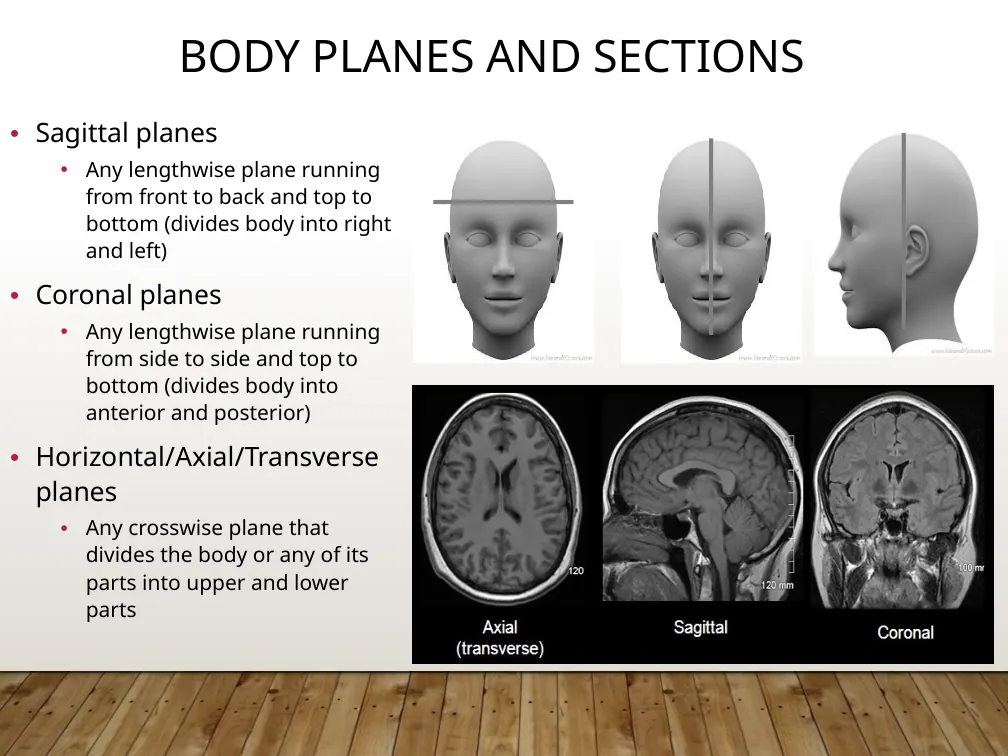 BODY PLANES AND SECTIONS
• Sagittal planes
• Any lengthwise plane running
from front to back and top to
bottom (divides body into right
and left)
• Coronal planes
• Any lengthwise plane running
from side to side and top to
bottom (divides body into
anterior and posterior)
• Horizontal/Axial/Transverse
planes
• Any crosswise plane that
divides the body or any of its
parts into upper and lower
parts
120
120 mm
100 mr
Axial
(transverse)
Sagittal
Coronal